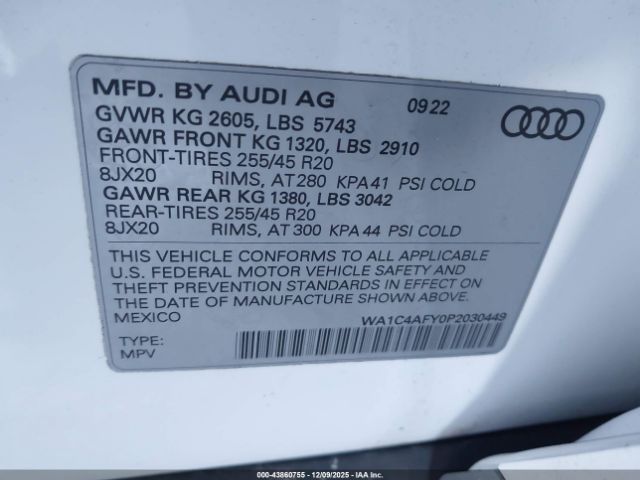 MFD. BY AUDI AG 09 22
GVWR KG 2605, LBS 5743
GAWR FRONT KG 1320, LBS 2910
FRONT-TIRES 255/45 R20
8JX20 RIMS, AT 280 KPA 41 PSI COLD
GAWR REAR KG 1380, LBS 3042
REAR-TIRES 255/45 R20
8JX20 RIMS, AT 300 KPA 44 PSI COLD
THIS VEHICLE CONFORMS TO ALL APPLICABLE
U.S. FEDERAL MOTOR VEHICLE SAFETY AND
THEFT PREVENTION STANDARDS IN EFFECT ON
THE DATE OF MANUFACTURE SHOWN ABOVE.
MEXICO WA1C4AFY0P2030449
TYPE:
MPV
000-43860755 - 12/09/2025 - IAA